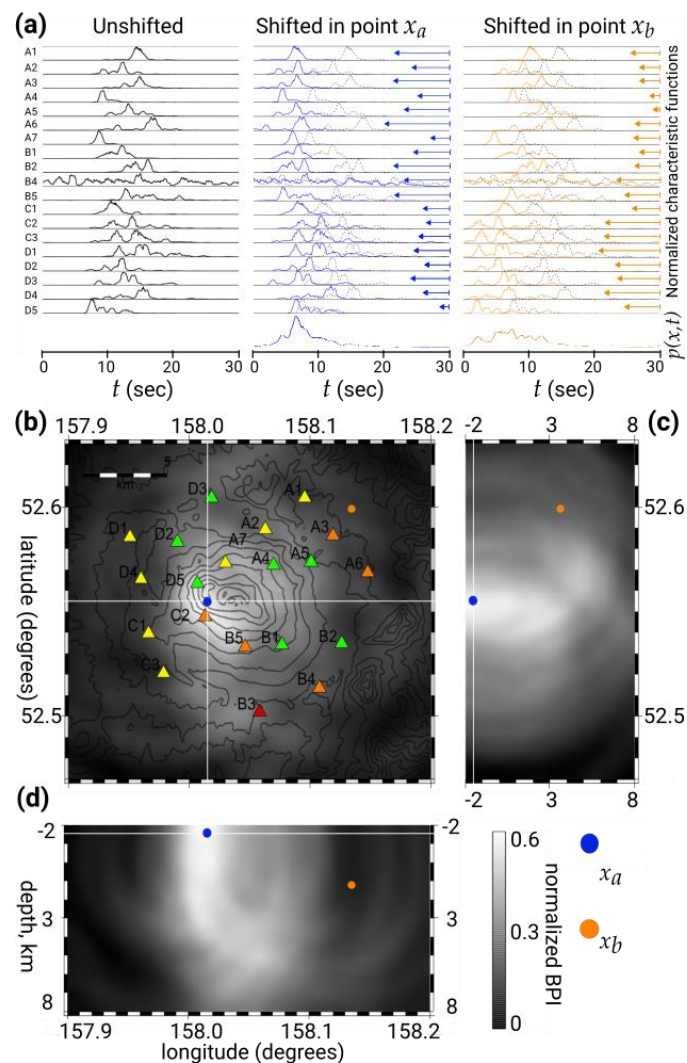 (a) Unshifted Shifted in point xa Shifted in point xb
A1
A2
A3
A4
A5
A6
A7
B1
B2
B4
B5
C1
C2
C3
D1
D2
D3
D4
D5
Normalized characteristic functions
p(x,t)
0 10 20 30 0 10 20 30 0 10 20 30
t (sec) t (sec) t (sec)
(b) 157.9 158.0 158.1 158.2 -2 3 8 (c)
5
km
52.6 52.6
52.5 52.5
latitude (degrees)
D3 A1
D1 D2 A2 A3
A7
D4 A4 A5 A6
D5
C2
C1 B5 B1 B2
C3
B4
B3
-2 3 8
(d)
-2 -2
3 3
8 8
depth, km
157.9 158.0 158.1 158.2
longitude (degrees)
0.6
0.3
0
normalized BPI
xa
xb